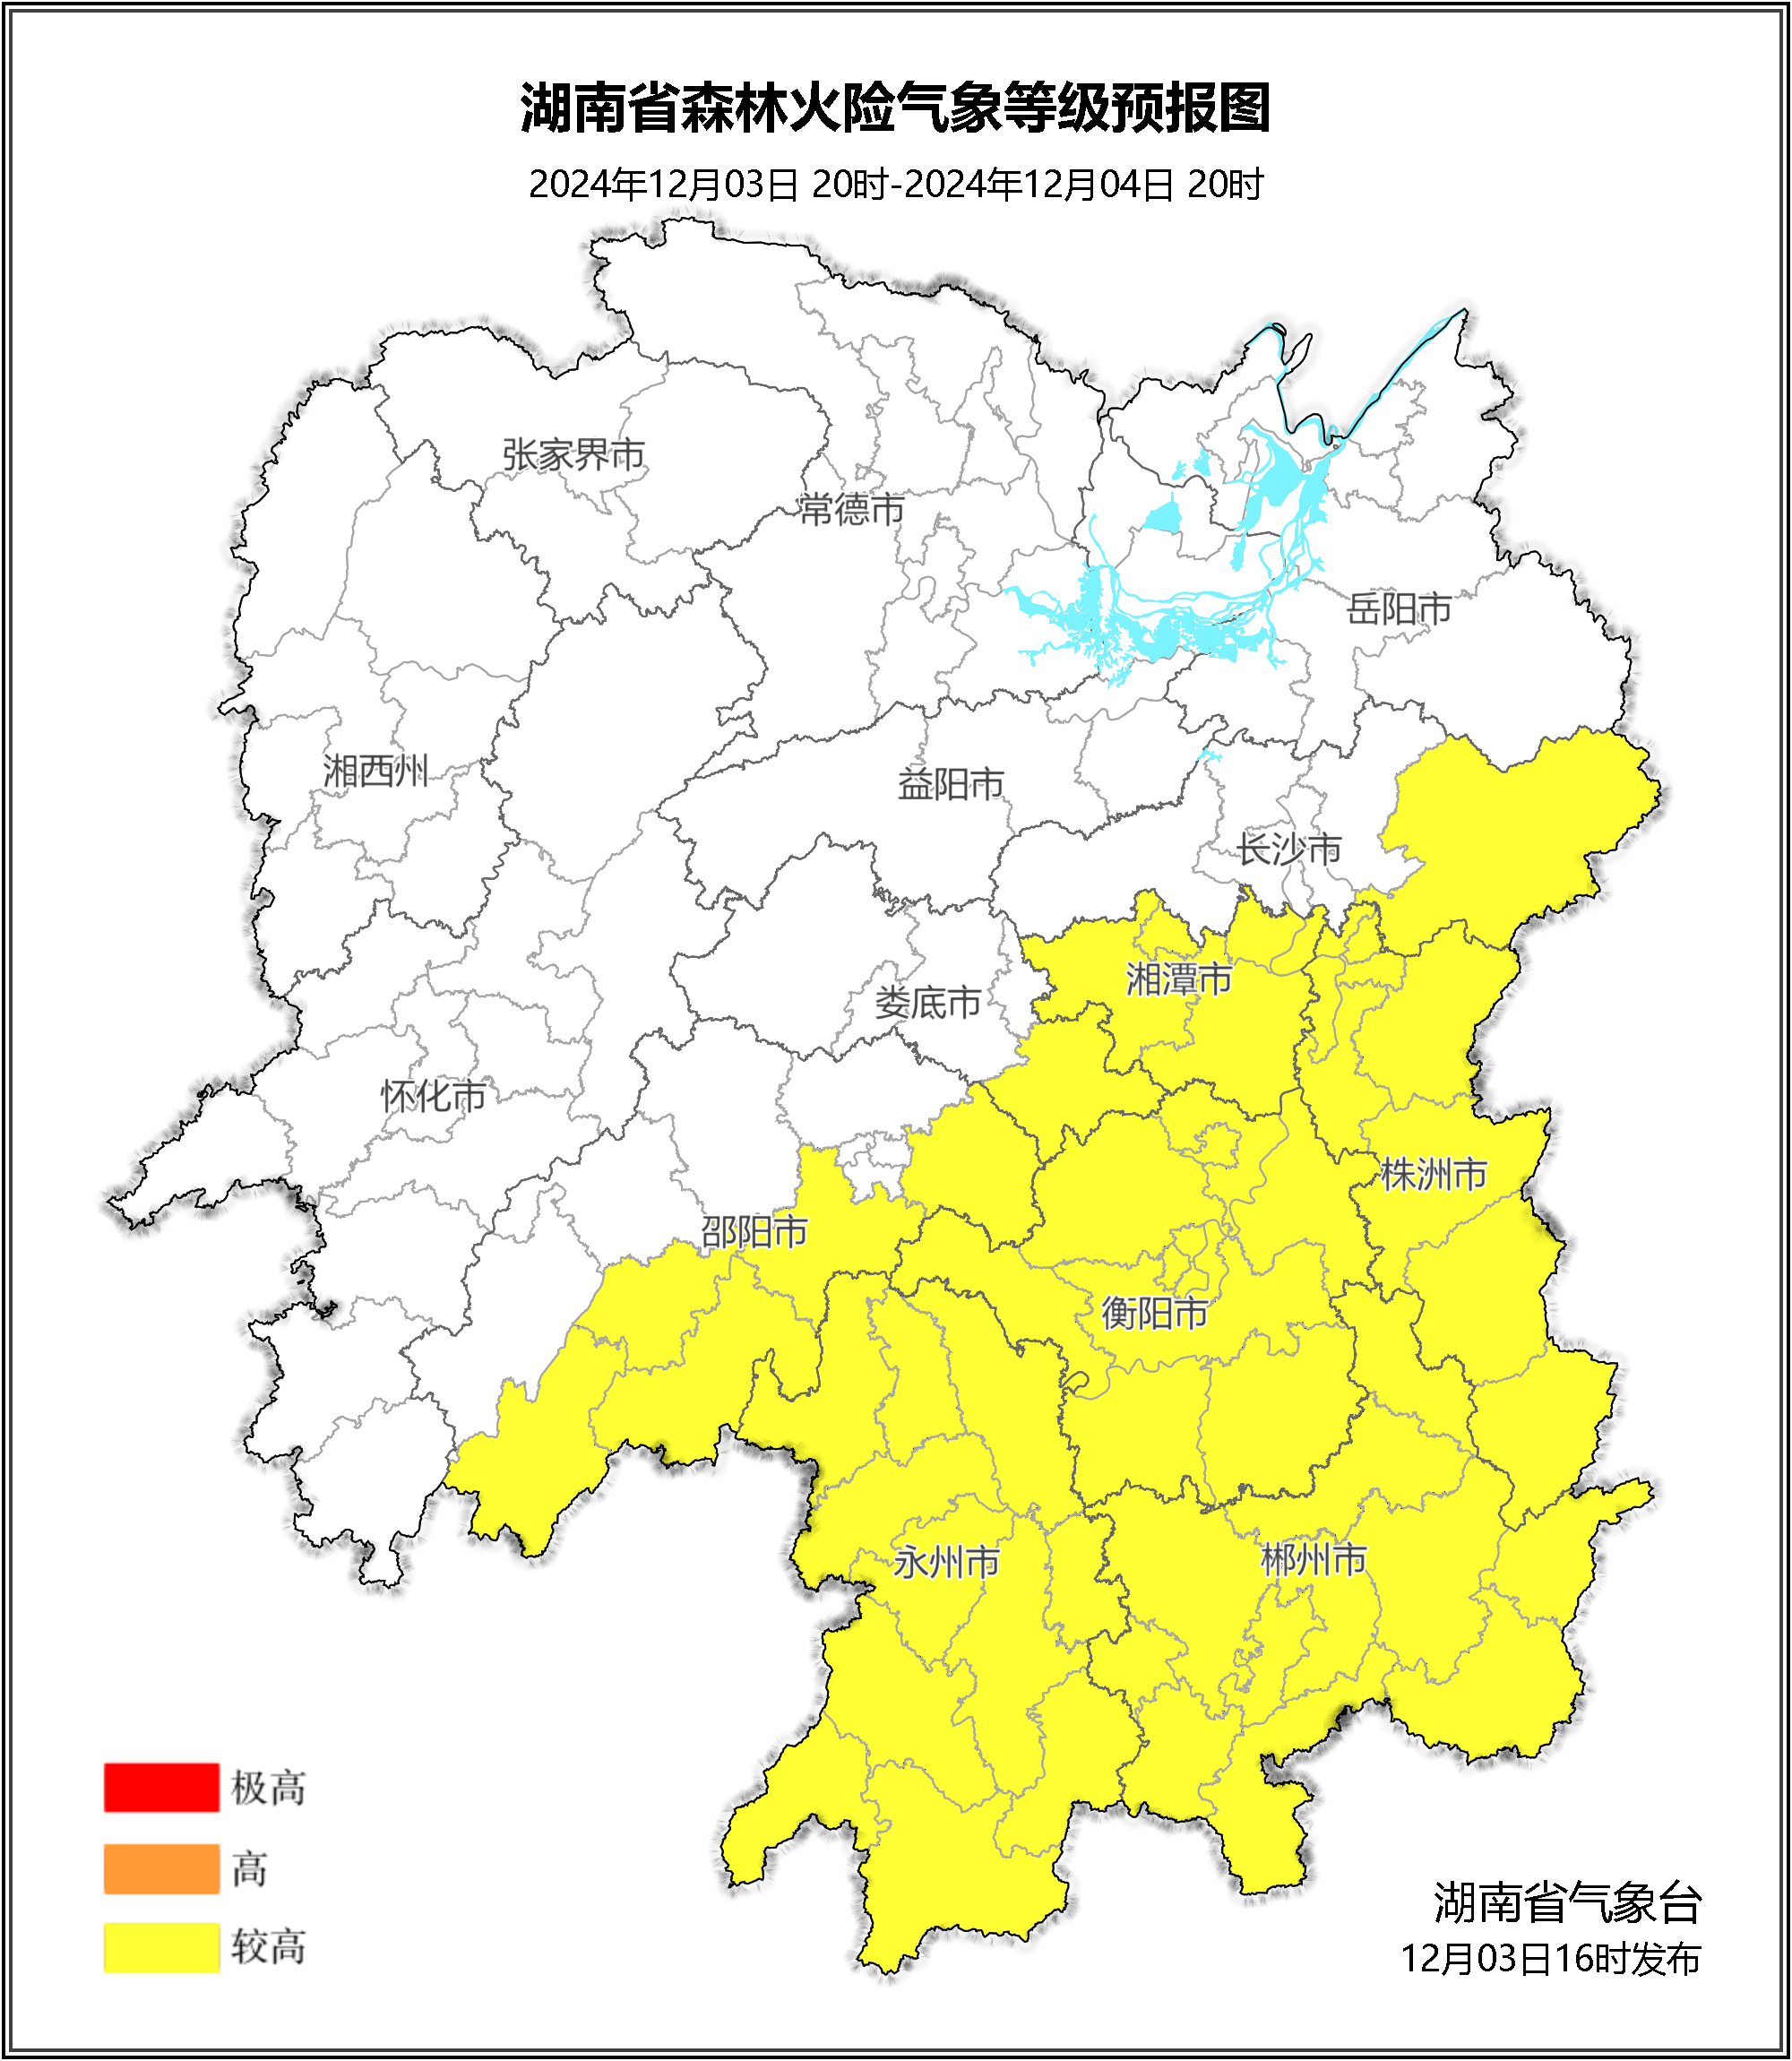 湖南省森林火险气象等级预报图
2024年12月03日 20时-2024年12月04日 20时
张家界市
常德市
岳阳市
湘西州
益阳市
长沙市
湘潭市
娄底市
怀化市
株洲市
邵阳市
衡阳市
永州市
郴州市
极高
高
较高
湖南省气象台
12月03日16时发布